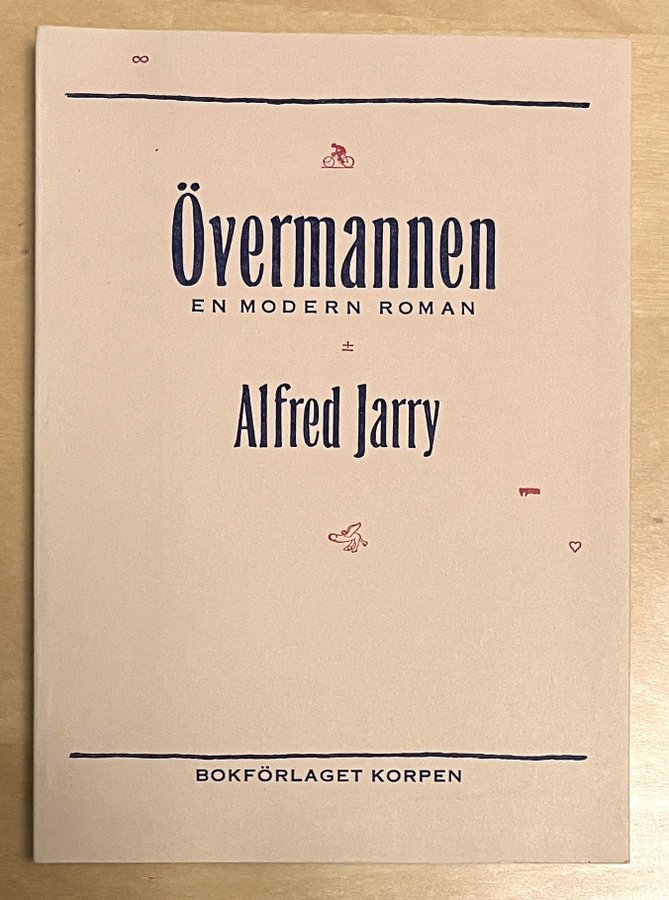 ∞
Övermannen
EN MODERN ROMAN
±
Alfred Jarry
BOKFÖRLAGET KORPEN